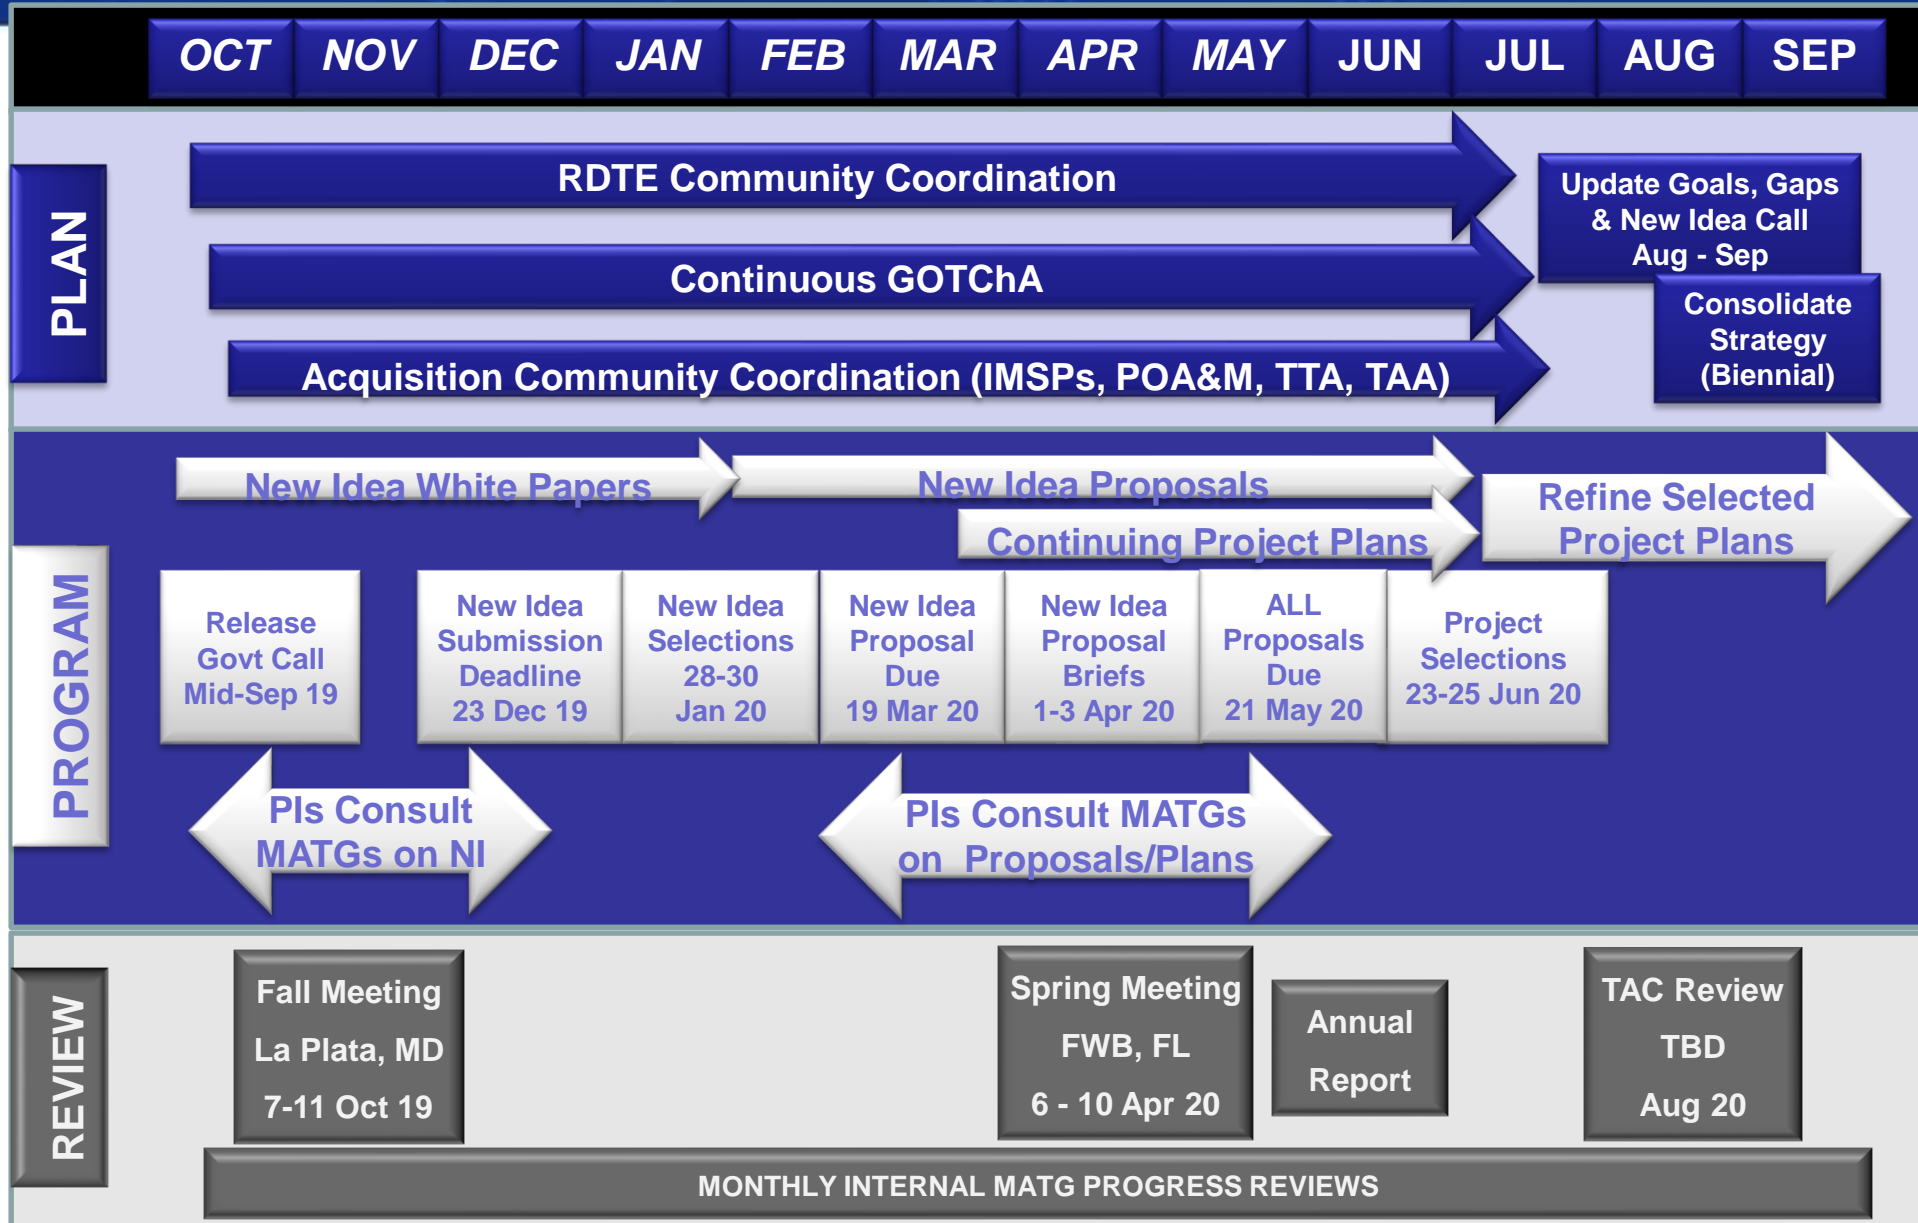 OCT NOV DEC JAN FEB MAR APR MAY JUN JUL AUG SEP
PLAN
RDTE Community Coordination
Continuous GOTChA
Acquisition Community Coordination (IMSPs, POA&M, TTA, TAA)
Update Goals, Gaps
& New Idea Call
Aug - Sep
Consolidate
Strategy
(Biennial)
PROGRAM
New Idea White Papers
New Idea Proposals
Continuing Project Plans
Refine Selected
Project Plans
Release
Govt Call
Mid-Sep 19
New Idea
Submission
Deadline
23 Dec 19
New Idea
Selections
28-30
Jan 20
New Idea
Proposal
Due
19 Mar 20
New Idea
Proposal
Briefs
1-3 Apr 20
ALL
Proposals
Due
21 May 20
Project
Selections
23-25 Jun 20
PIs Consult
MATGs on NI
PIs Consult MATGs
on Proposals/Plans
REVIEW
Fall Meeting
La Plata, MD
7-11 Oct 19
Spring Meeting
FWB, FL
6 - 10 Apr 20
Annual
Report
TAC Review
TBD
Aug 20
MONTHLY INTERNAL MATG PROGRESS REVIEWS